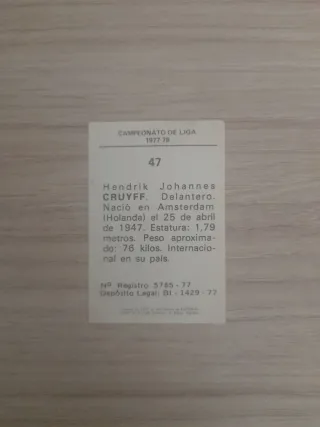 CAMPEONATO DE LIGA
1977-78
47
Hendrik Johannes
CRUYFF. Delantero.
Nació en Amsterdam
(Holanda) el 25 de abril
de 1947. Estatura: 1,79
metros. Peso aproxima-
do: 76 kilos. Internacio-
nal en su país.
Nº Registro 5785 - 77
Depósito Legal: BI - 1429 - 77